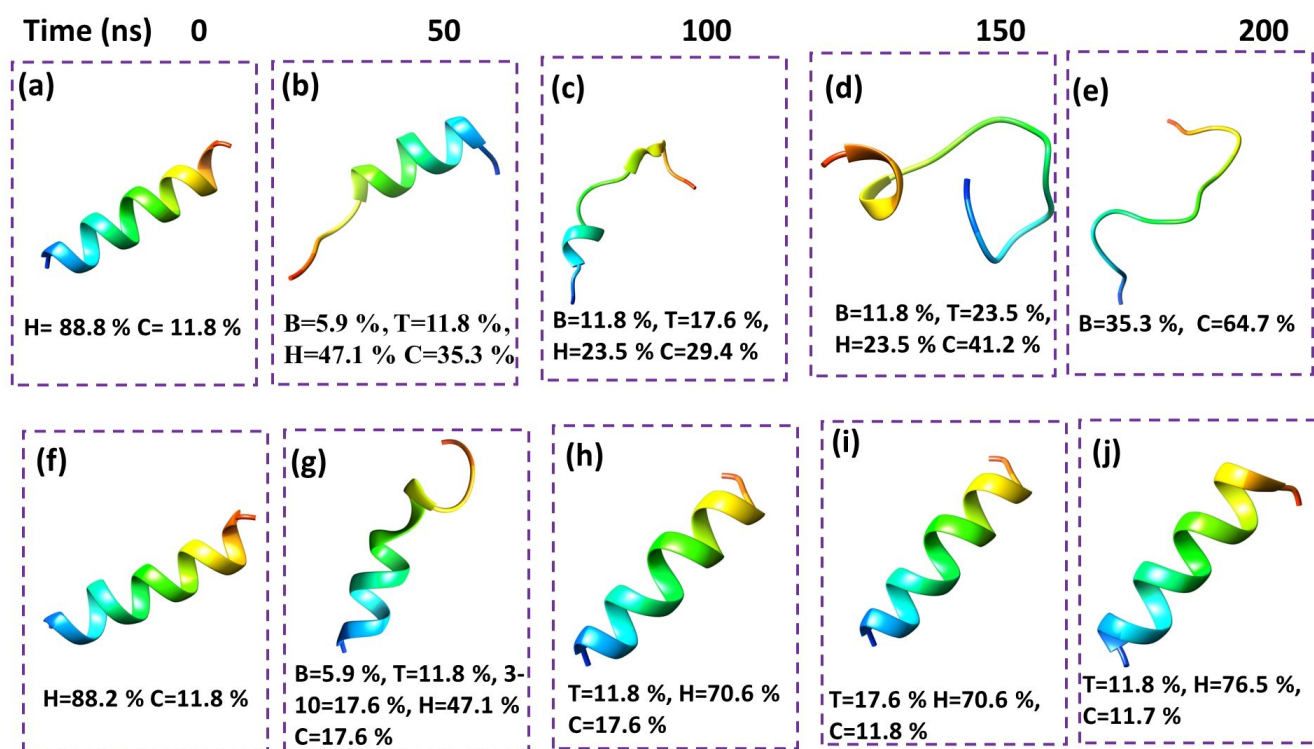 Time (ns) 0 50 100 150 200
(a)
H= 88.8 % C= 11.8 %
(b)
B=5.9 %, T=11.8 %,
H=47.1 % C=35.3 %
(c)
B=11.8 %, T=17.6 %,
H=23.5 % C=29.4 %
(d)
B=11.8 %, T=23.5 %,
H=23.5 % C=41.2 %
(e)
B=35.3 %, C=64.7 %
(f)
H=88.2 % C=11.8 %
(g)
B=5.9 %, T=11.8 %, 3-
10=17.6 %, H=47.1 %
C=17.6 %
(h)
T=11.8 %, H=70.6 %
C=17.6 %
(i)
T=17.6 % H=70.6 %,
C=11.8 %
(j)
T=11.8 %, H=76.5 %,
C=11.7 %